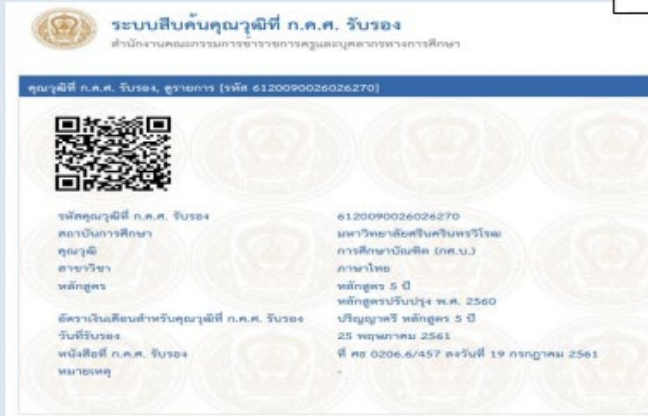 ระบบสืบค้นคุณวุฒิที่ ก.ค.ศ. รับรอง
สำนักงานคณะกรรมการข้าราชการครูและบุคลากรทางการศึกษา
คุณวุฒิที่ ก.ค.ศ. รับรอง, ดูรายการ [รหัส 6120090026026270]
รหัสคุณวุฒิที่ ก.ค.ศ. รับรอง 6120090026026270
สถาบันการศึกษา มหาวิทยาลัยศรีนครินทรวิโรฒ
คุณวุฒิ การศึกษาบัณฑิต (กศ.บ.)
สาขาวิชา ภาษาไทย
หลักสูตร หลักสูตร 5 ปี
หลักสูตรปรับปรุง พ.ศ. 2560
อัตราเงินเดือนสำหรับคุณวุฒิที่ ก.ค.ศ. รับรอง ปริญญาตรี หลักสูตร 5 ปี
วันที่รับรอง 25 พฤษภาคม 2561
หนังสือที่ ก.ค.ศ. รับรอง ที่ ศธ 0206.6/457 ลงวันที่ 19 กรกฎาคม 2561
หมายเหตุ -